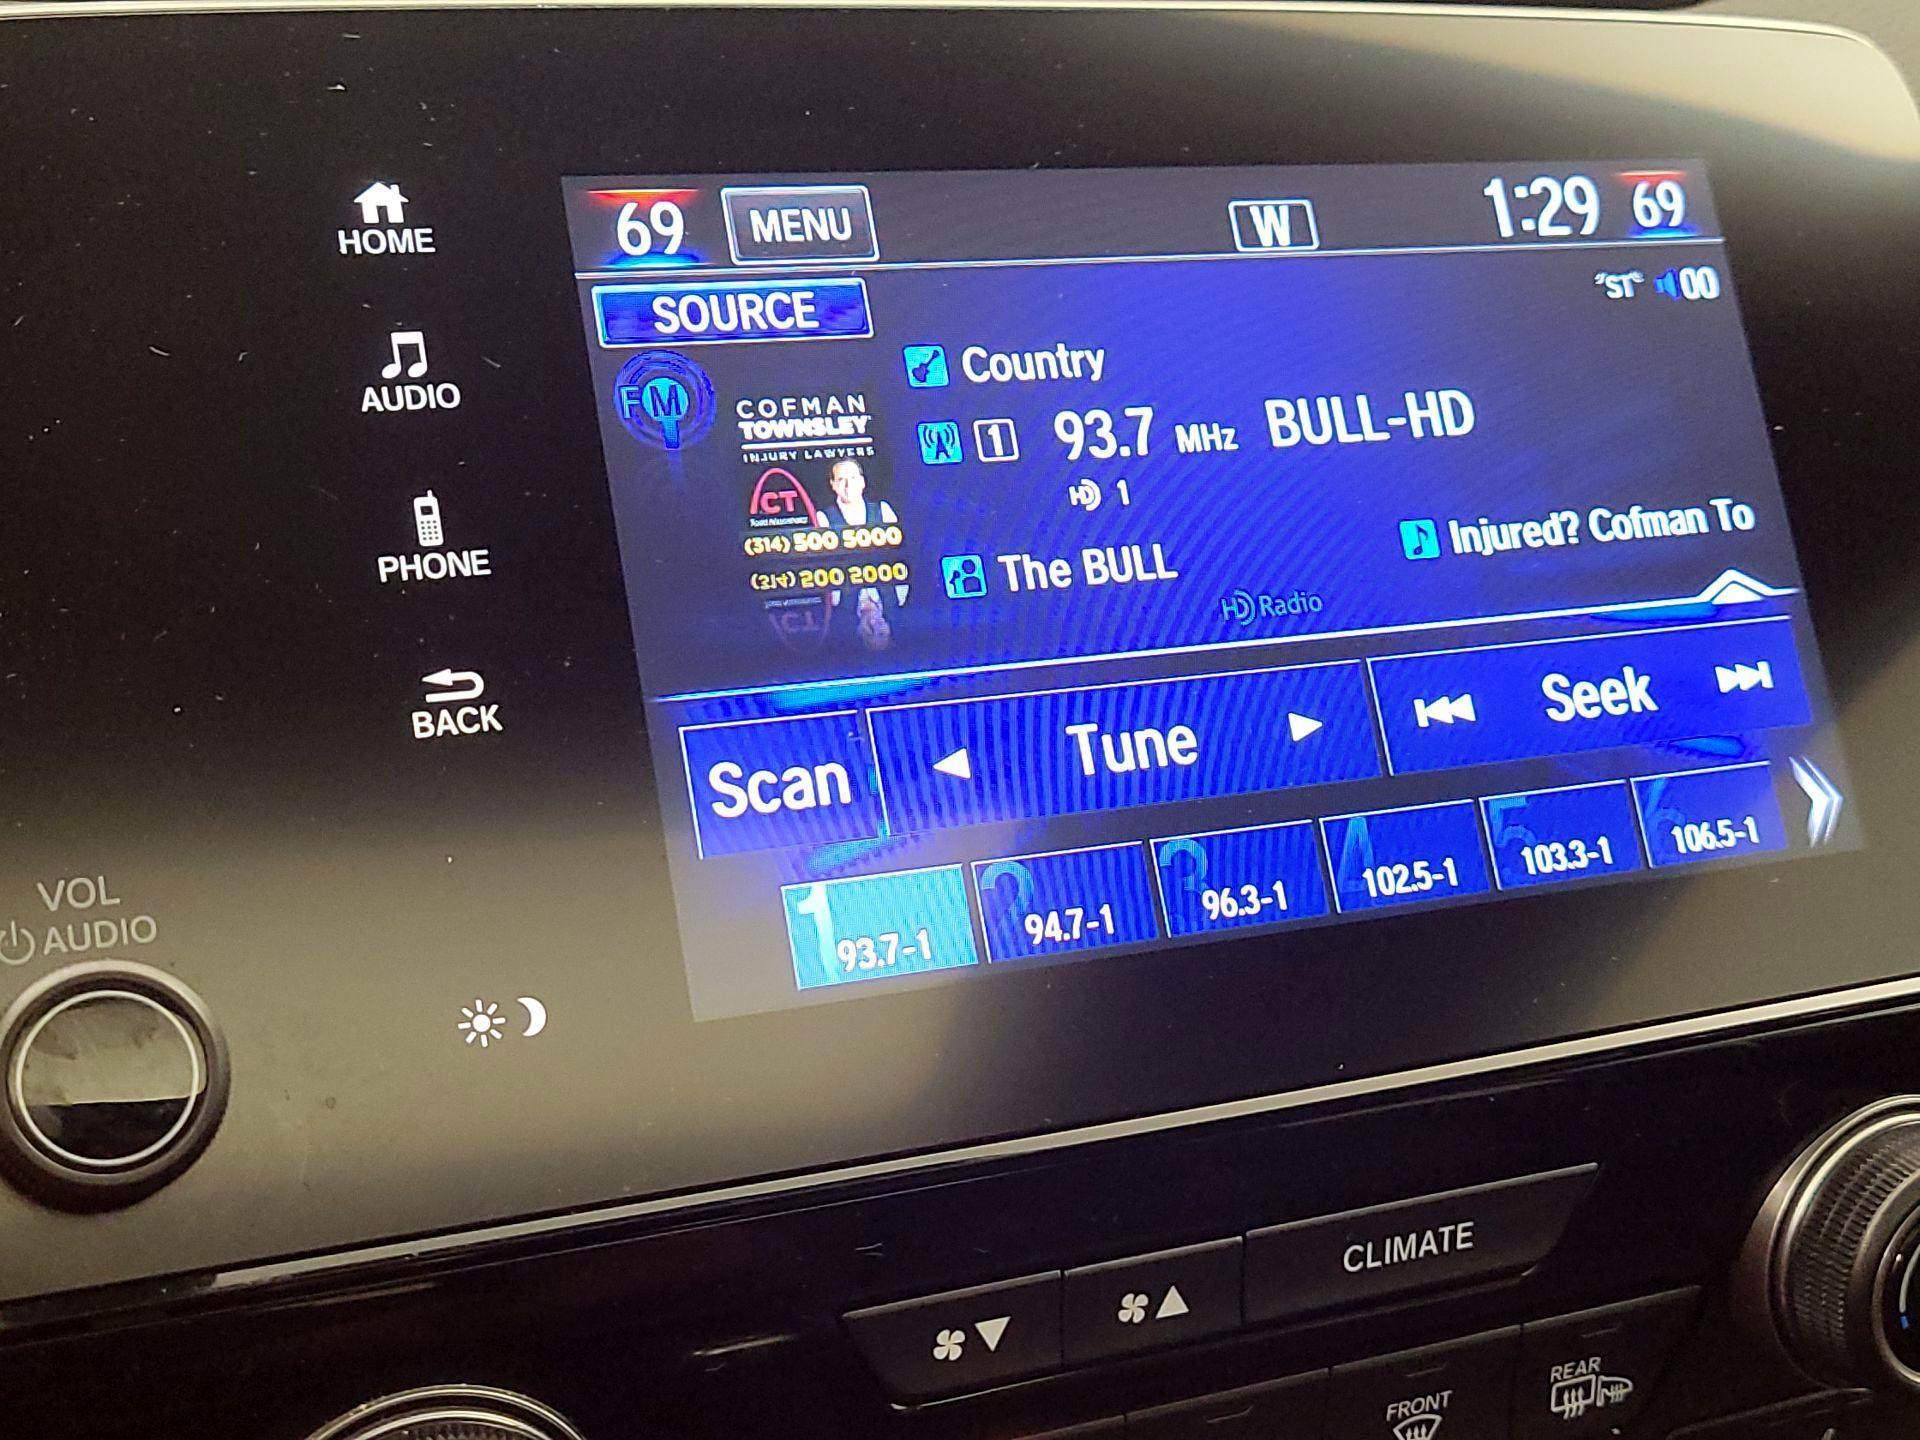 HOME
AUDIO
PHONE
BACK
VOL
AUDIO
69 MENU W 1:29 69
SOURCE
"ST" 00
FM
COFMAN
TOWNSLEY
INJURY LAWYERS
CT
(314) 500 5000
Country
1 93.7 MHz BULL-HD
HD 1
The BULL
Injured? Cofman To
HD Radio
Scan Tune Seek
1 93.7-1
2 94.7-1
3 96.3-1
4 102.5-1
5 103.3-1
6 106.5-1
CLIMATE
FRONT
REAR